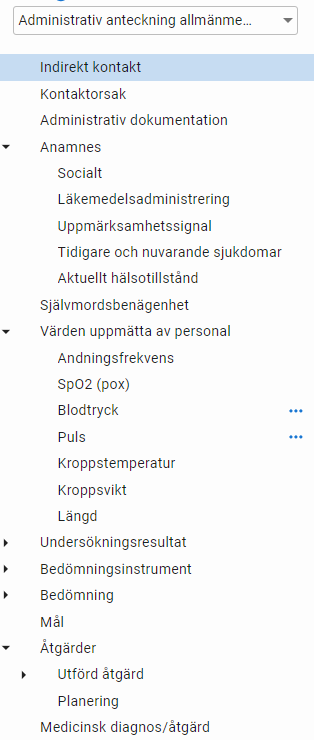 Administrativ anteckning allmänme...
Indirekt kontakt
Kontaktorsak
Administrativ dokumentation
Anamnes
Socialt
Läkemedelsadministrering
Uppmärksamhetssignal
Tidigare och nuvarande sjukdomar
Aktuellt hälsotillstånd
Självmordsbenägenhet
Värden uppmätta av personal
Andningsfrekvens
SpO2 (pox)
Blodtryck
Puls
Kroppstemperatur
Kroppsvikt
Längd
Undersökningsresultat
Bedömningsinstrument
Bedömning
Mål
Åtgärder
Utförd åtgärd
Planering
Medicinsk diagnos/åtgärd